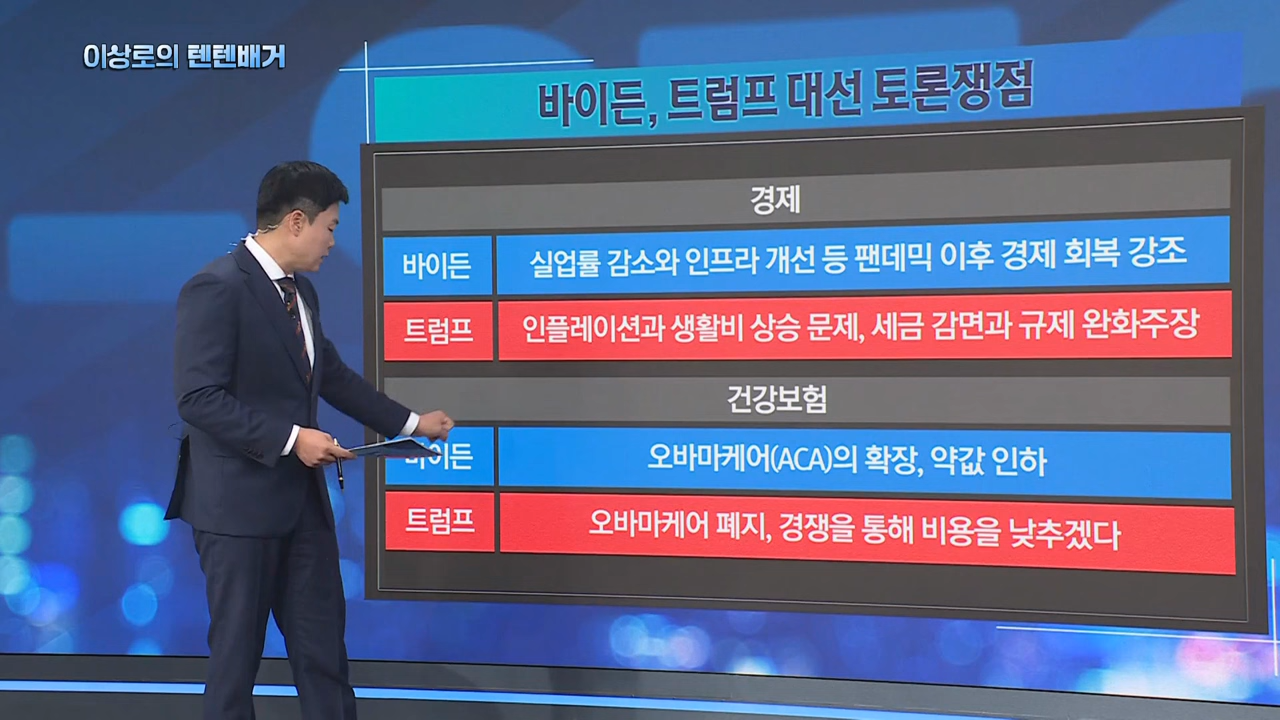 이상로의 텐텐배거
바이든, 트럼프 대선 토론쟁점
경제
바이든 실업률 감소와 인프라 개선 등 팬데믹 이후 경제 회복 강조
트럼프 인플레이션과 생활비 상승 문제, 세금 감면과 규제 완화주장
건강보험
바이든 오바마케어(ACA)의 확장, 약값 인하
트럼프 오바마케어 폐지, 경쟁을 통해 비용을 낮추겠다